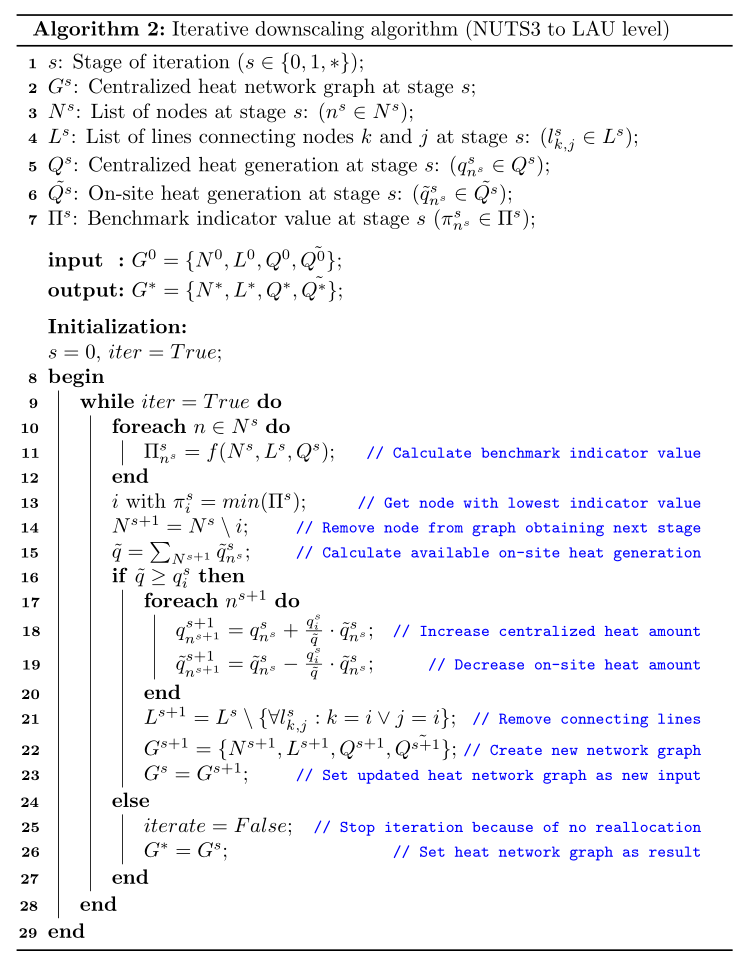 Algorithm 2: Iterative downscaling algorithm (NUTS3 to LAU level)
1 s: Stage of iteration (s ∈ {0, 1, ∗});
2 G^s: Centralized heat network graph at stage s;
3 N^s: List of nodes at stage s: (n^s ∈ N^s);
4 L^s: List of lines connecting nodes k and j at stage s: (l^s_{k,j} ∈ L^s);
5 Q^s: Centralized heat generation at stage s: (q^s_{n^s} ∈ Q^s);
6 Q̃^s: On-site heat generation at stage s: (q̃^s_{n^s} ∈ Q̃^s);
7 Π^s: Benchmark indicator value at stage s (π^s_{n^s} ∈ Π^s);
input : G^0 = {N^0, L^0, Q^0, Q̃^0};
output: G^* = {N^*, L^*, Q^*, Q̃^*};
Initialization:
s = 0, iter = True;
8 begin
9 while iter = True do
10 foreach n ∈ N^s do
11 Π^s_{n^s} = f(N^s, L^s, Q^s); // Calculate benchmark indicator value
12 end
13 i with π^s_i = min(Π^s); // Get node with lowest indicator value
14 N^{s+1} = N^s \ i; // Remove node from graph obtaining next stage
15 q̃ = ∑_{N^{s+1}} q̃^s_{n^s}; // Calculate available on-site heat generation
16 if q̃ ≥ q^s_i then
17 foreach n^{s+1} do
18 q^{s+1}_{n^{s+1}} = q^s_{n^s} + \frac{q^s_i}{q̃} · q̃^s_{n^s}; // Increase centralized heat amount
19 q̃^{s+1}_{n^{s+1}} = q̃^s_{n^s} − \frac{q^s_i}{q̃} · q̃^s_{n^s}; // Decrease on-site heat amount
20 end
21 L^{s+1} = L^s \ {∀l^s_{k,j} : k = i ∨ j = i}; // Remove connecting lines
22 G^{s+1} = {N^{s+1}, L^{s+1}, Q^{s+1}, Q̃^{s+1}}; // Create new network graph
23 G^s = G^{s+1}; // Set updated heat network graph as new input
24 else
25 iterate = False; // Stop iteration because of no reallocation
26 G^* = G^s; // Set heat network graph as result
27 end
28 end
29 end